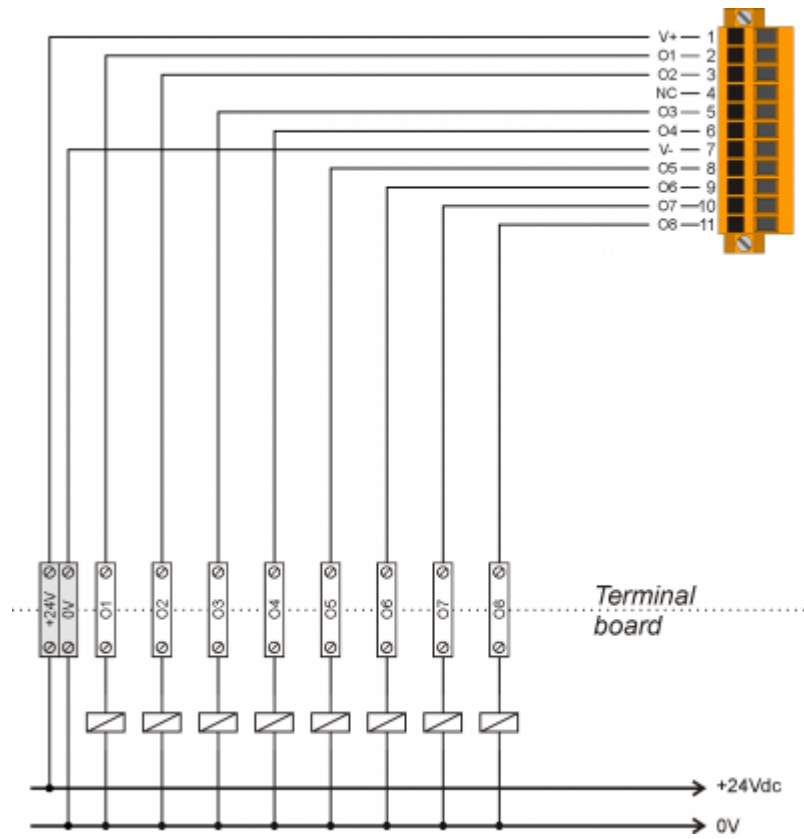 V+ 1
O1 2
O2 3
NC 4
O3 5
O4 6
V- 7
O5 8
O6 9
O7 10
O8 11
+24V 0V O1 O2 O3 O4 O5 O6 O7 O8
Terminal
board
+24Vdc
0V